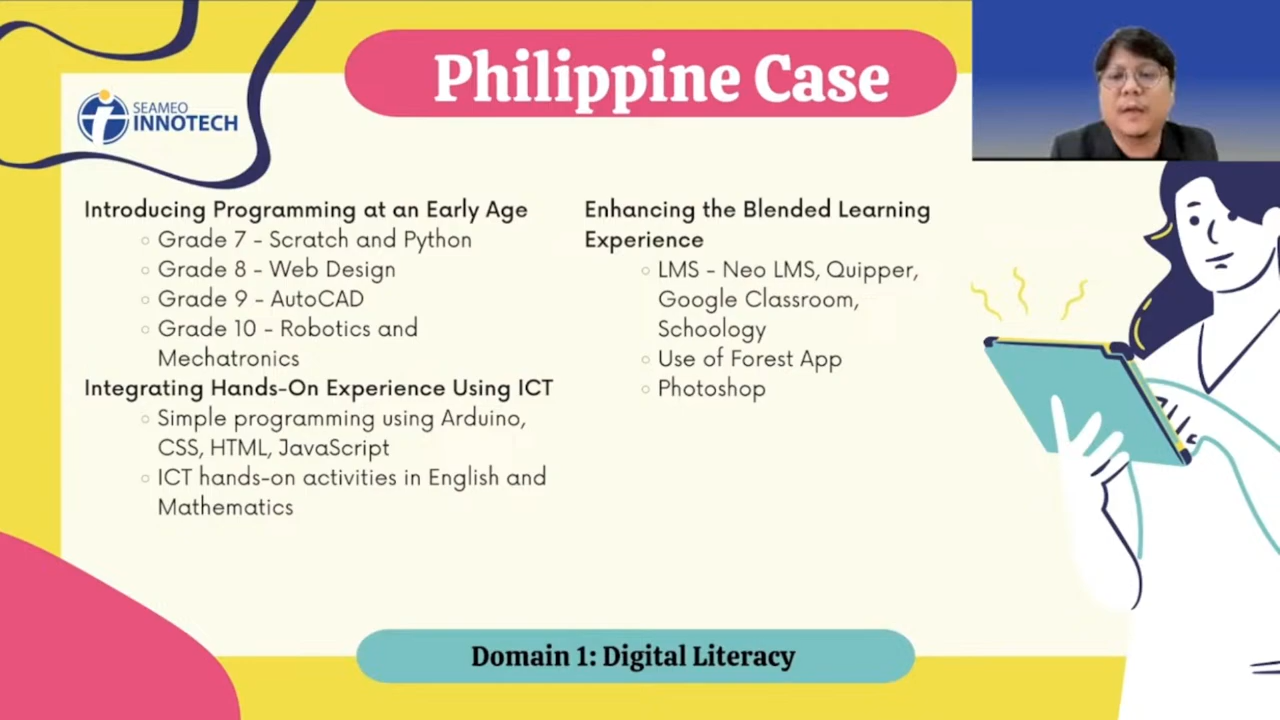 Philippine Case
SEAMEO
INNOTECH
Introducing Programming at an Early Age
Grade 7 - Scratch and Python
Grade 8 - Web Design
Grade 9 - AutoCAD
Grade 10 - Robotics and
Mechatronics
Integrating Hands-On Experience Using ICT
Simple programming using Arduino,
CSS, HTML, JavaScript
ICT hands-on activities in English and
Mathematics
Enhancing the Blended Learning
Experience
LMS - Neo LMS, Quipper,
Google Classroom,
Schoology
Use of Forest App
Photoshop
Domain 1: Digital Literacy